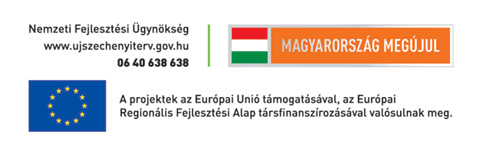 Nemzeti Fejlesztési Ügynökség
www.ujszechenyiterv.gov.hu
06 40 638 638
MAGYARORSZÁG MEGÚJUL
A projektek az Európai Unió támogatásával, az Európai
Regionális Fejlesztési Alap társfinanszírozásával valósulnak meg.